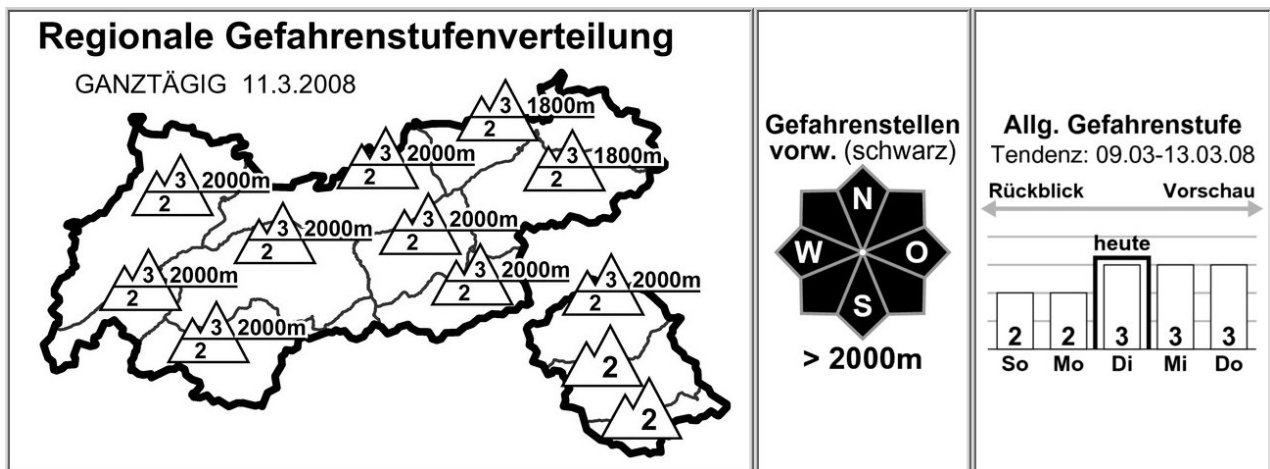 Regionale Gefahrenstufenverteilung
GANZTÄGIG 11.3.2008
3 1800m
2
3 2000m
2
3 1800m
2
3 2000m
2
3 2000m
2
3 2000m
2
3 2000m
2
3 2000m
2
3 2000m
2
3 2000m
2
2
2
Gefahrenstellen
vorw. (schwarz)
N
W O
S
> 2000m
Allg. Gefahrenstufe
Tendenz: 09.03-13.03.08
Rückblick Vorschau
heute
2 2 3 3 3
So Mo Di Mi Do